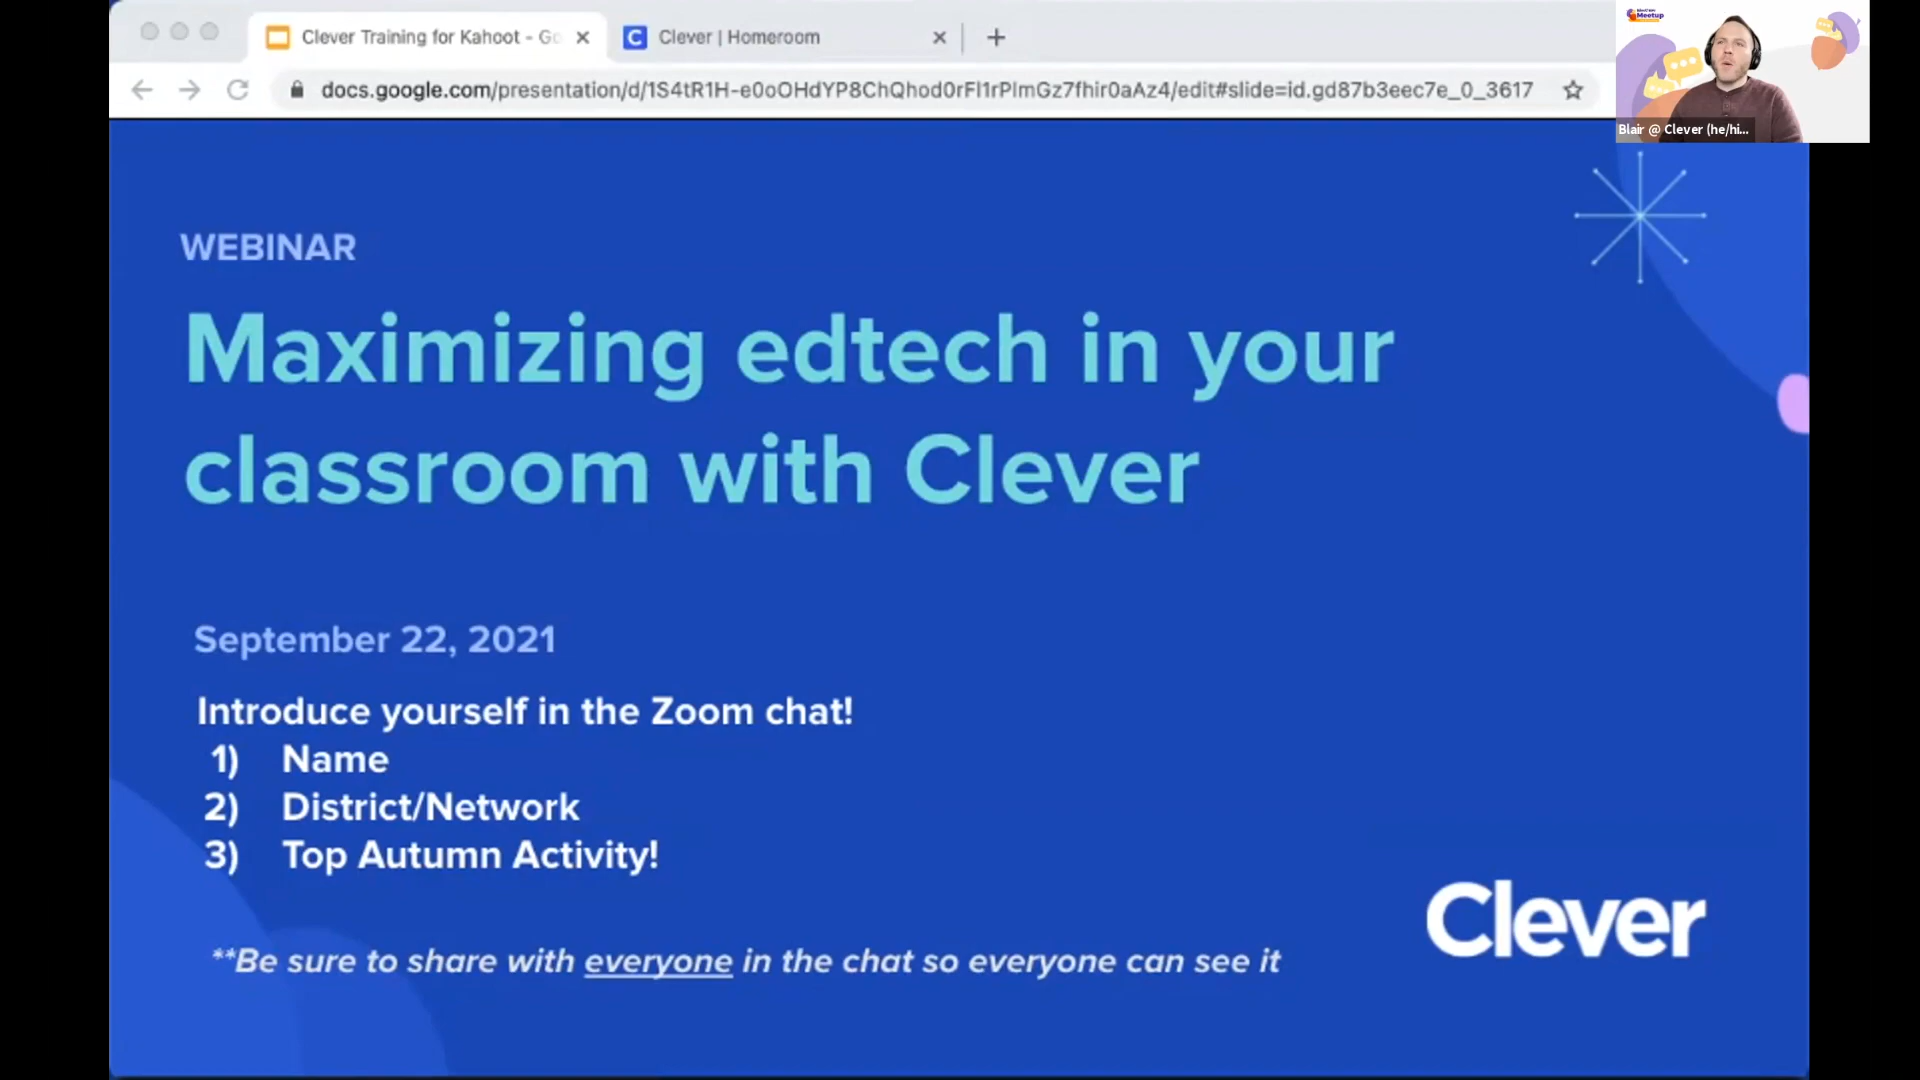 Clever Training for Kahoot - Go
Clever | Homeroom
docs.google.com/presentation/d/1S4tR1H-e0oOHdYP8ChQhod0rFl1rPlmGz7fhir0aAz4/edit#slide=id.gd87b3eec7e_0_3617
Meetup
Blair @ Clever (he/hi...
WEBINAR
Maximizing edtech in your
classroom with Clever
September 22, 2021
Introduce yourself in the Zoom chat!
1) Name
2) District/Network
3) Top Autumn Activity!
Clever
**Be sure to share with everyone in the chat so everyone can see it